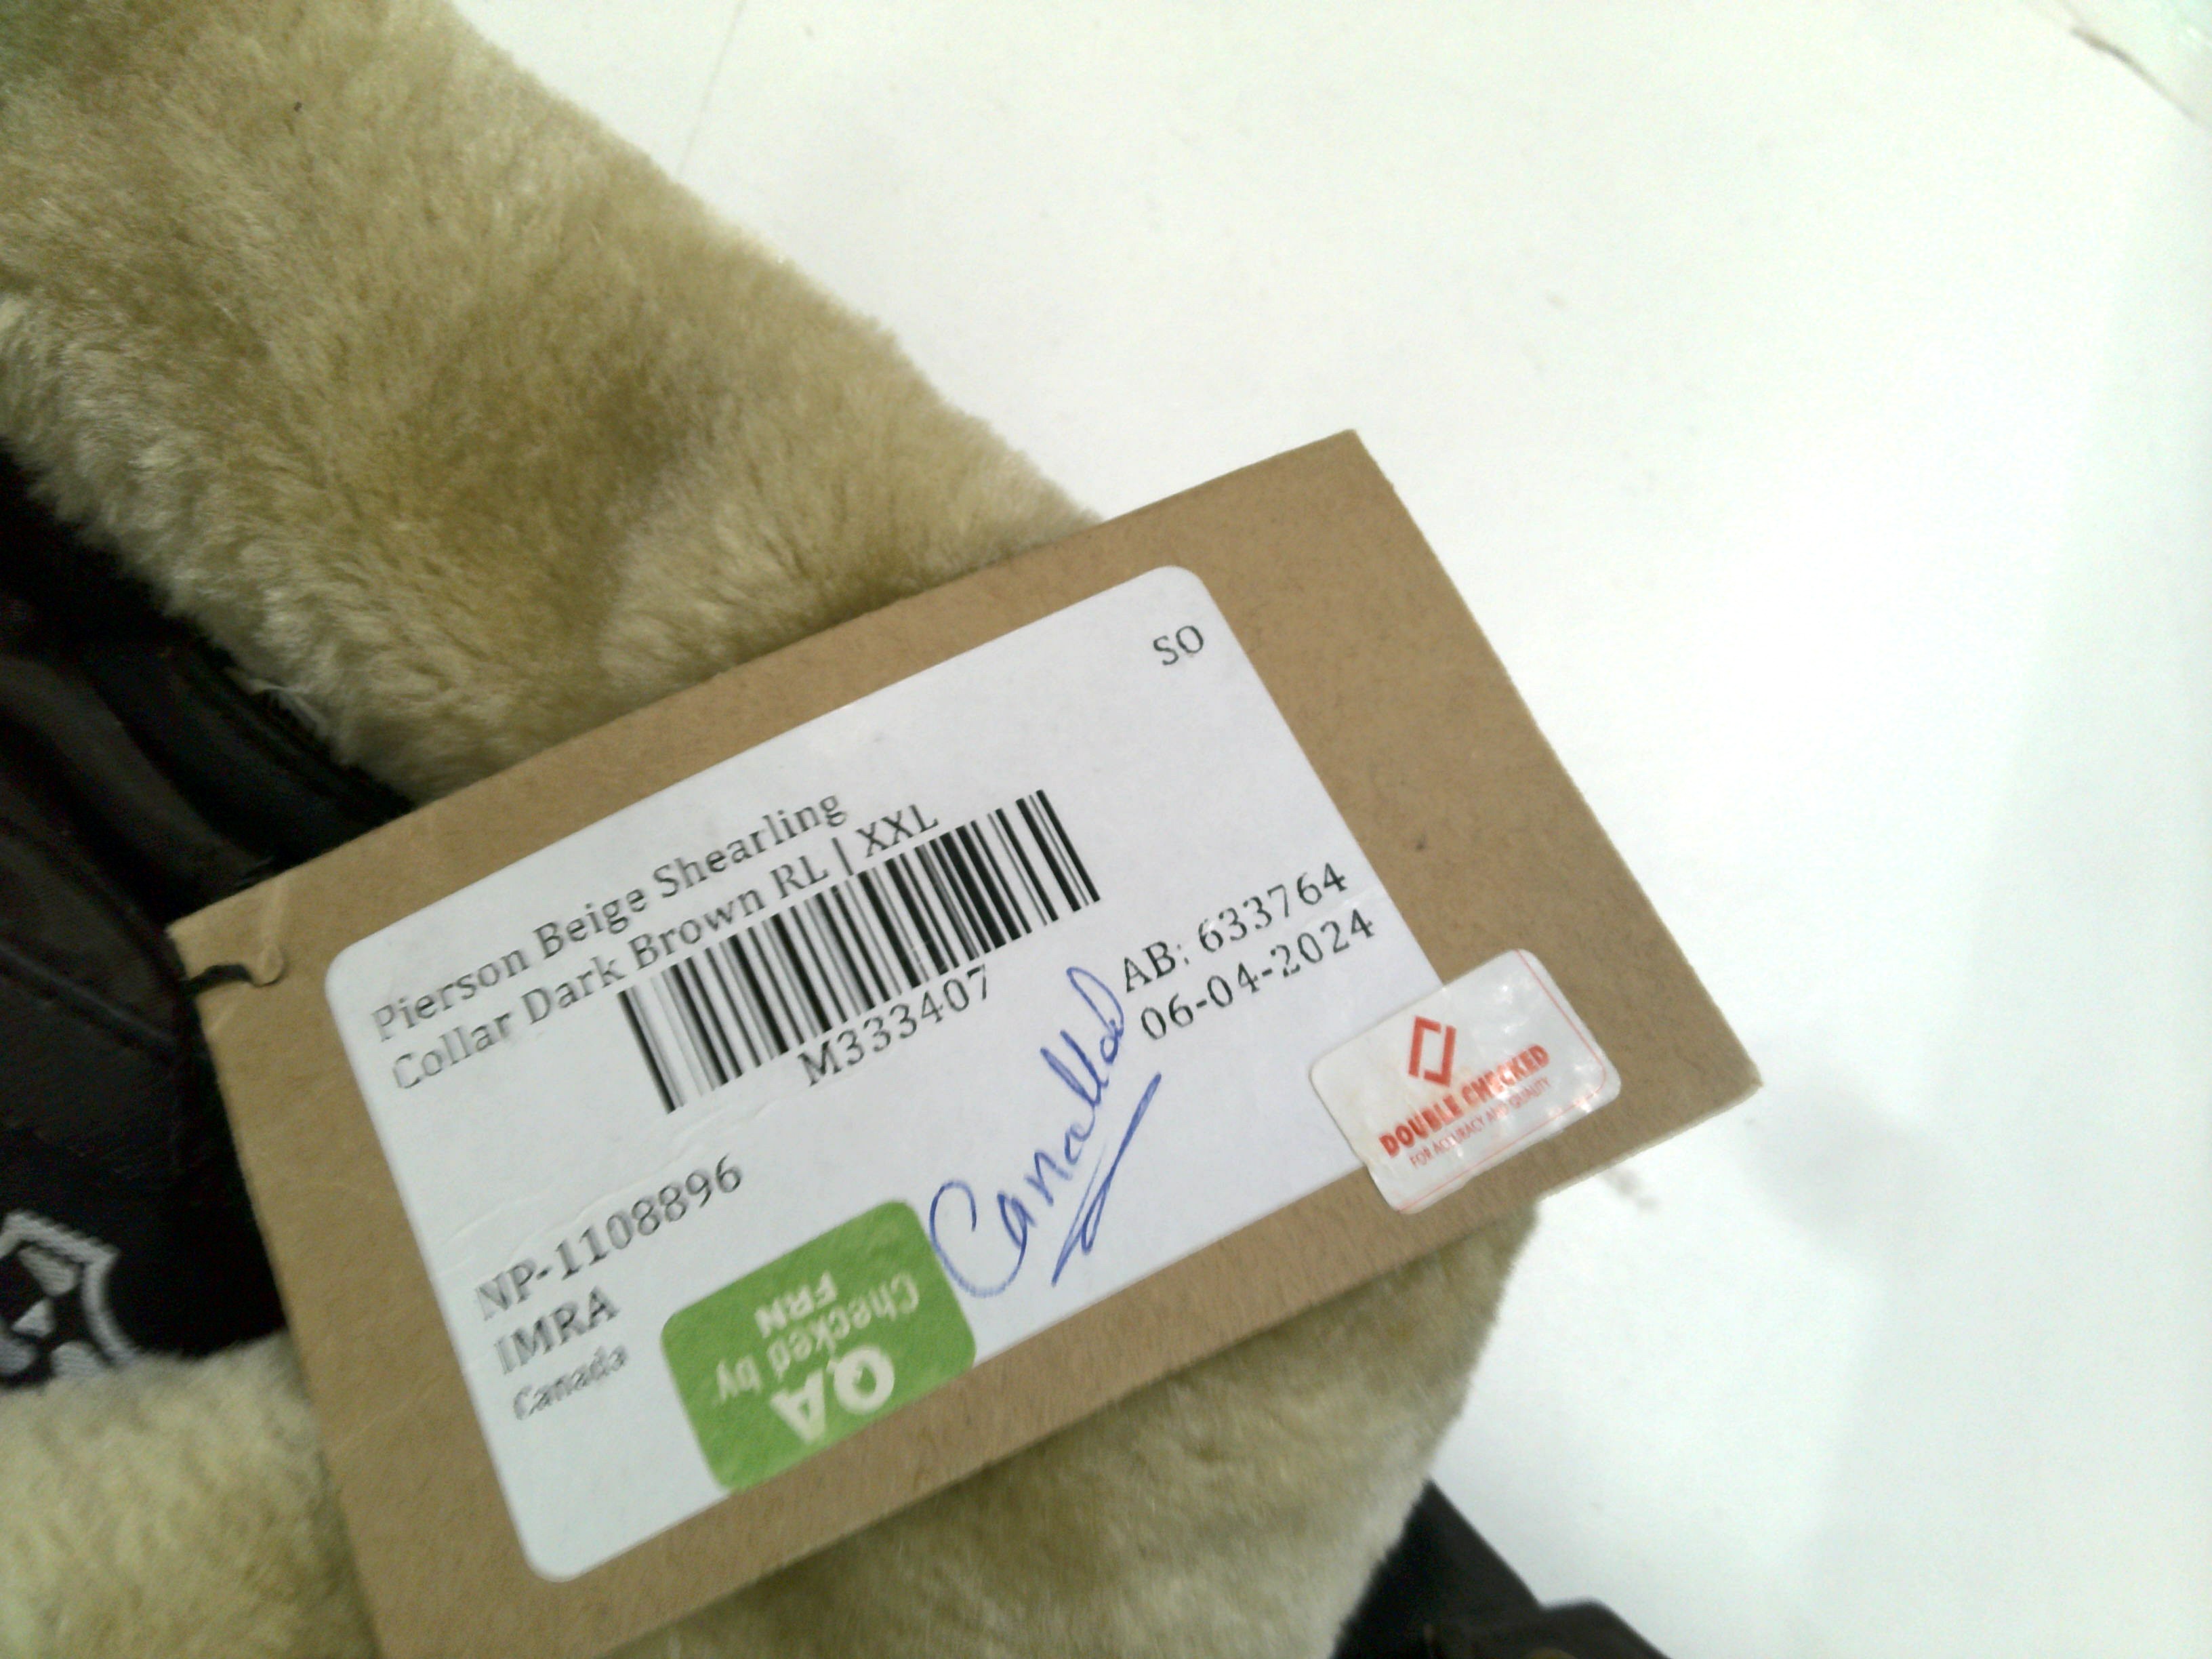 SO
Pierson Beige Shearling
Collar Dark Brown RL | XXL
M333407
AB: 633764
06-04-2024
NP-1108896
IMRA
Canada
QA
Checked by
FRN
DOUBLE CHECKED
FOR ACCURACY AND QUALITY